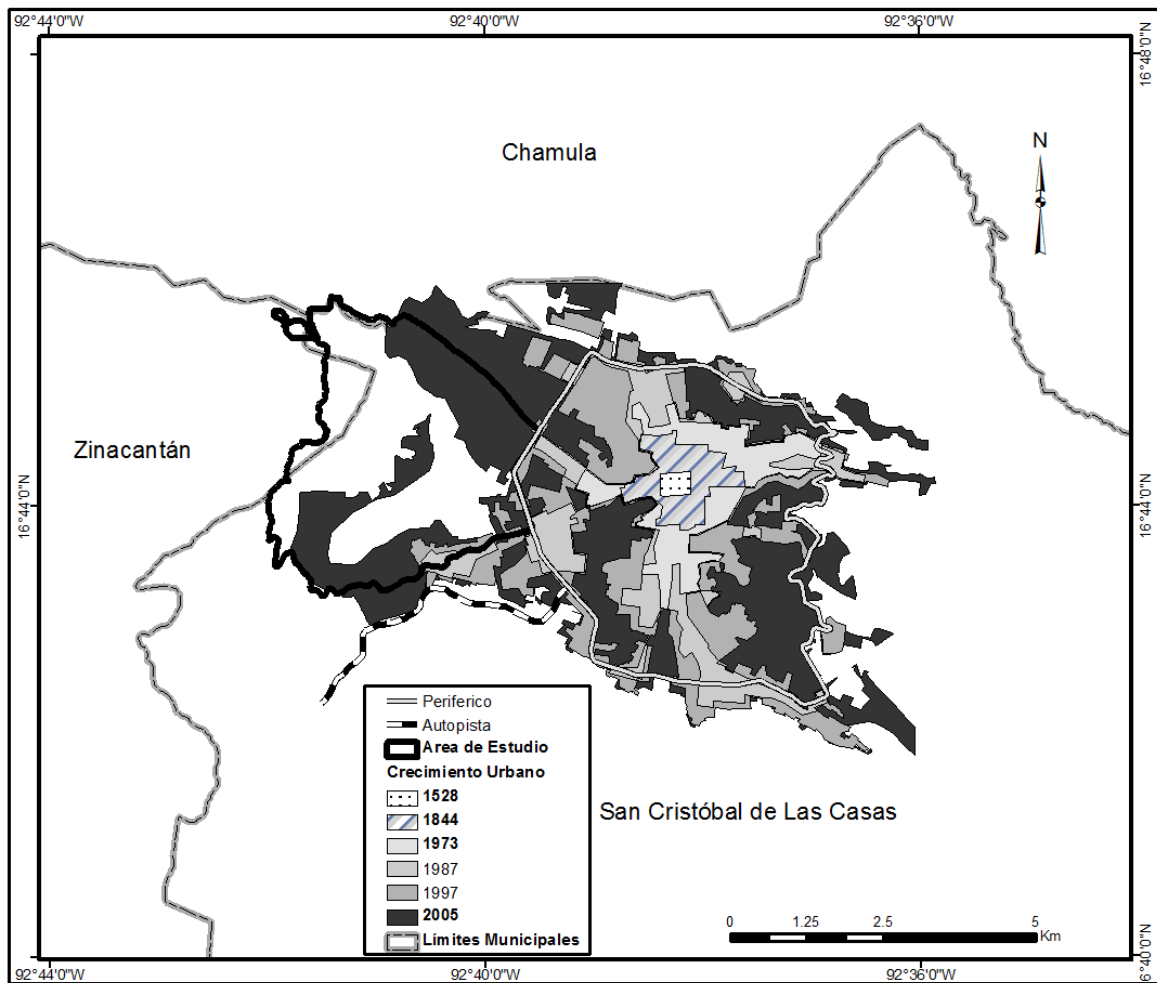 92°44'0"W 92°40'0"W 92°36'0"W
16°48'0"N
Chamula
N
Zinacantán
16°44'0"N 16°44'0"N
Periferico
Autopista
Area de Estudio
Crecimiento Urbano
1528
1844
1973
1987
1997
2005
Límites Municipales
San Cristóbal de Las Casas
0 1.25 2.5 5
Km
16°40'0"N
92°44'0"W 92°40'0"W 92°36'0"W